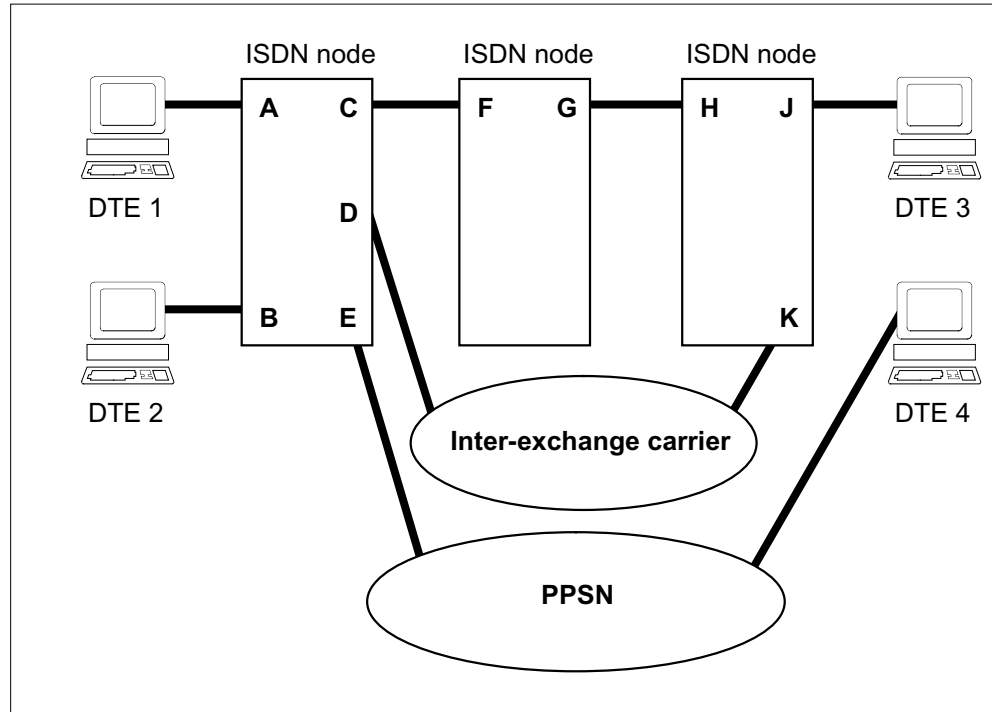 ISDN node ISDN node ISDN node
A C F G H J
DTE 1 D DTE 3
B E K
DTE 2 DTE 4
Inter-exchange carrier
PPSN